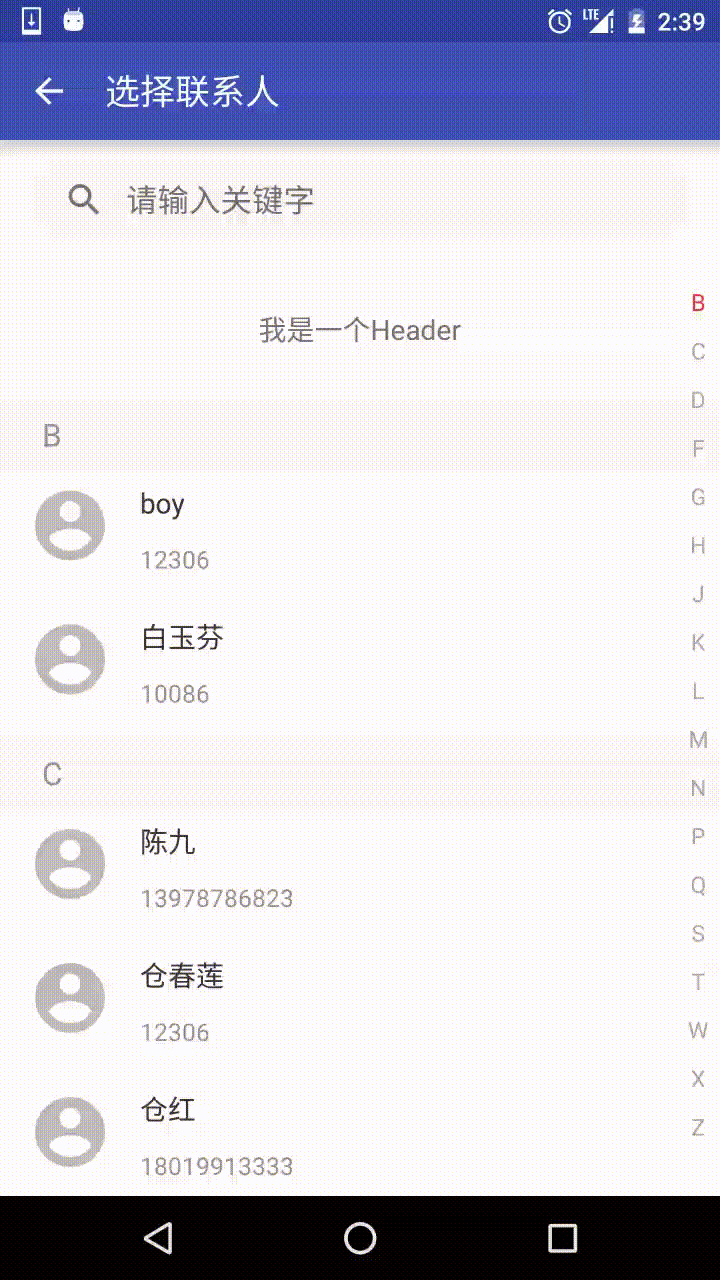 LTE 2:39
选择联系人
请输入关键字
我是一个Header
B
boy
12306
白玉芬
10086
C
陈九
13978786823
仓春莲
12306
仓红
18019913333
B
C
D
F
G
H
J
K
L
M
N
P
Q
S
T
W
X
Z